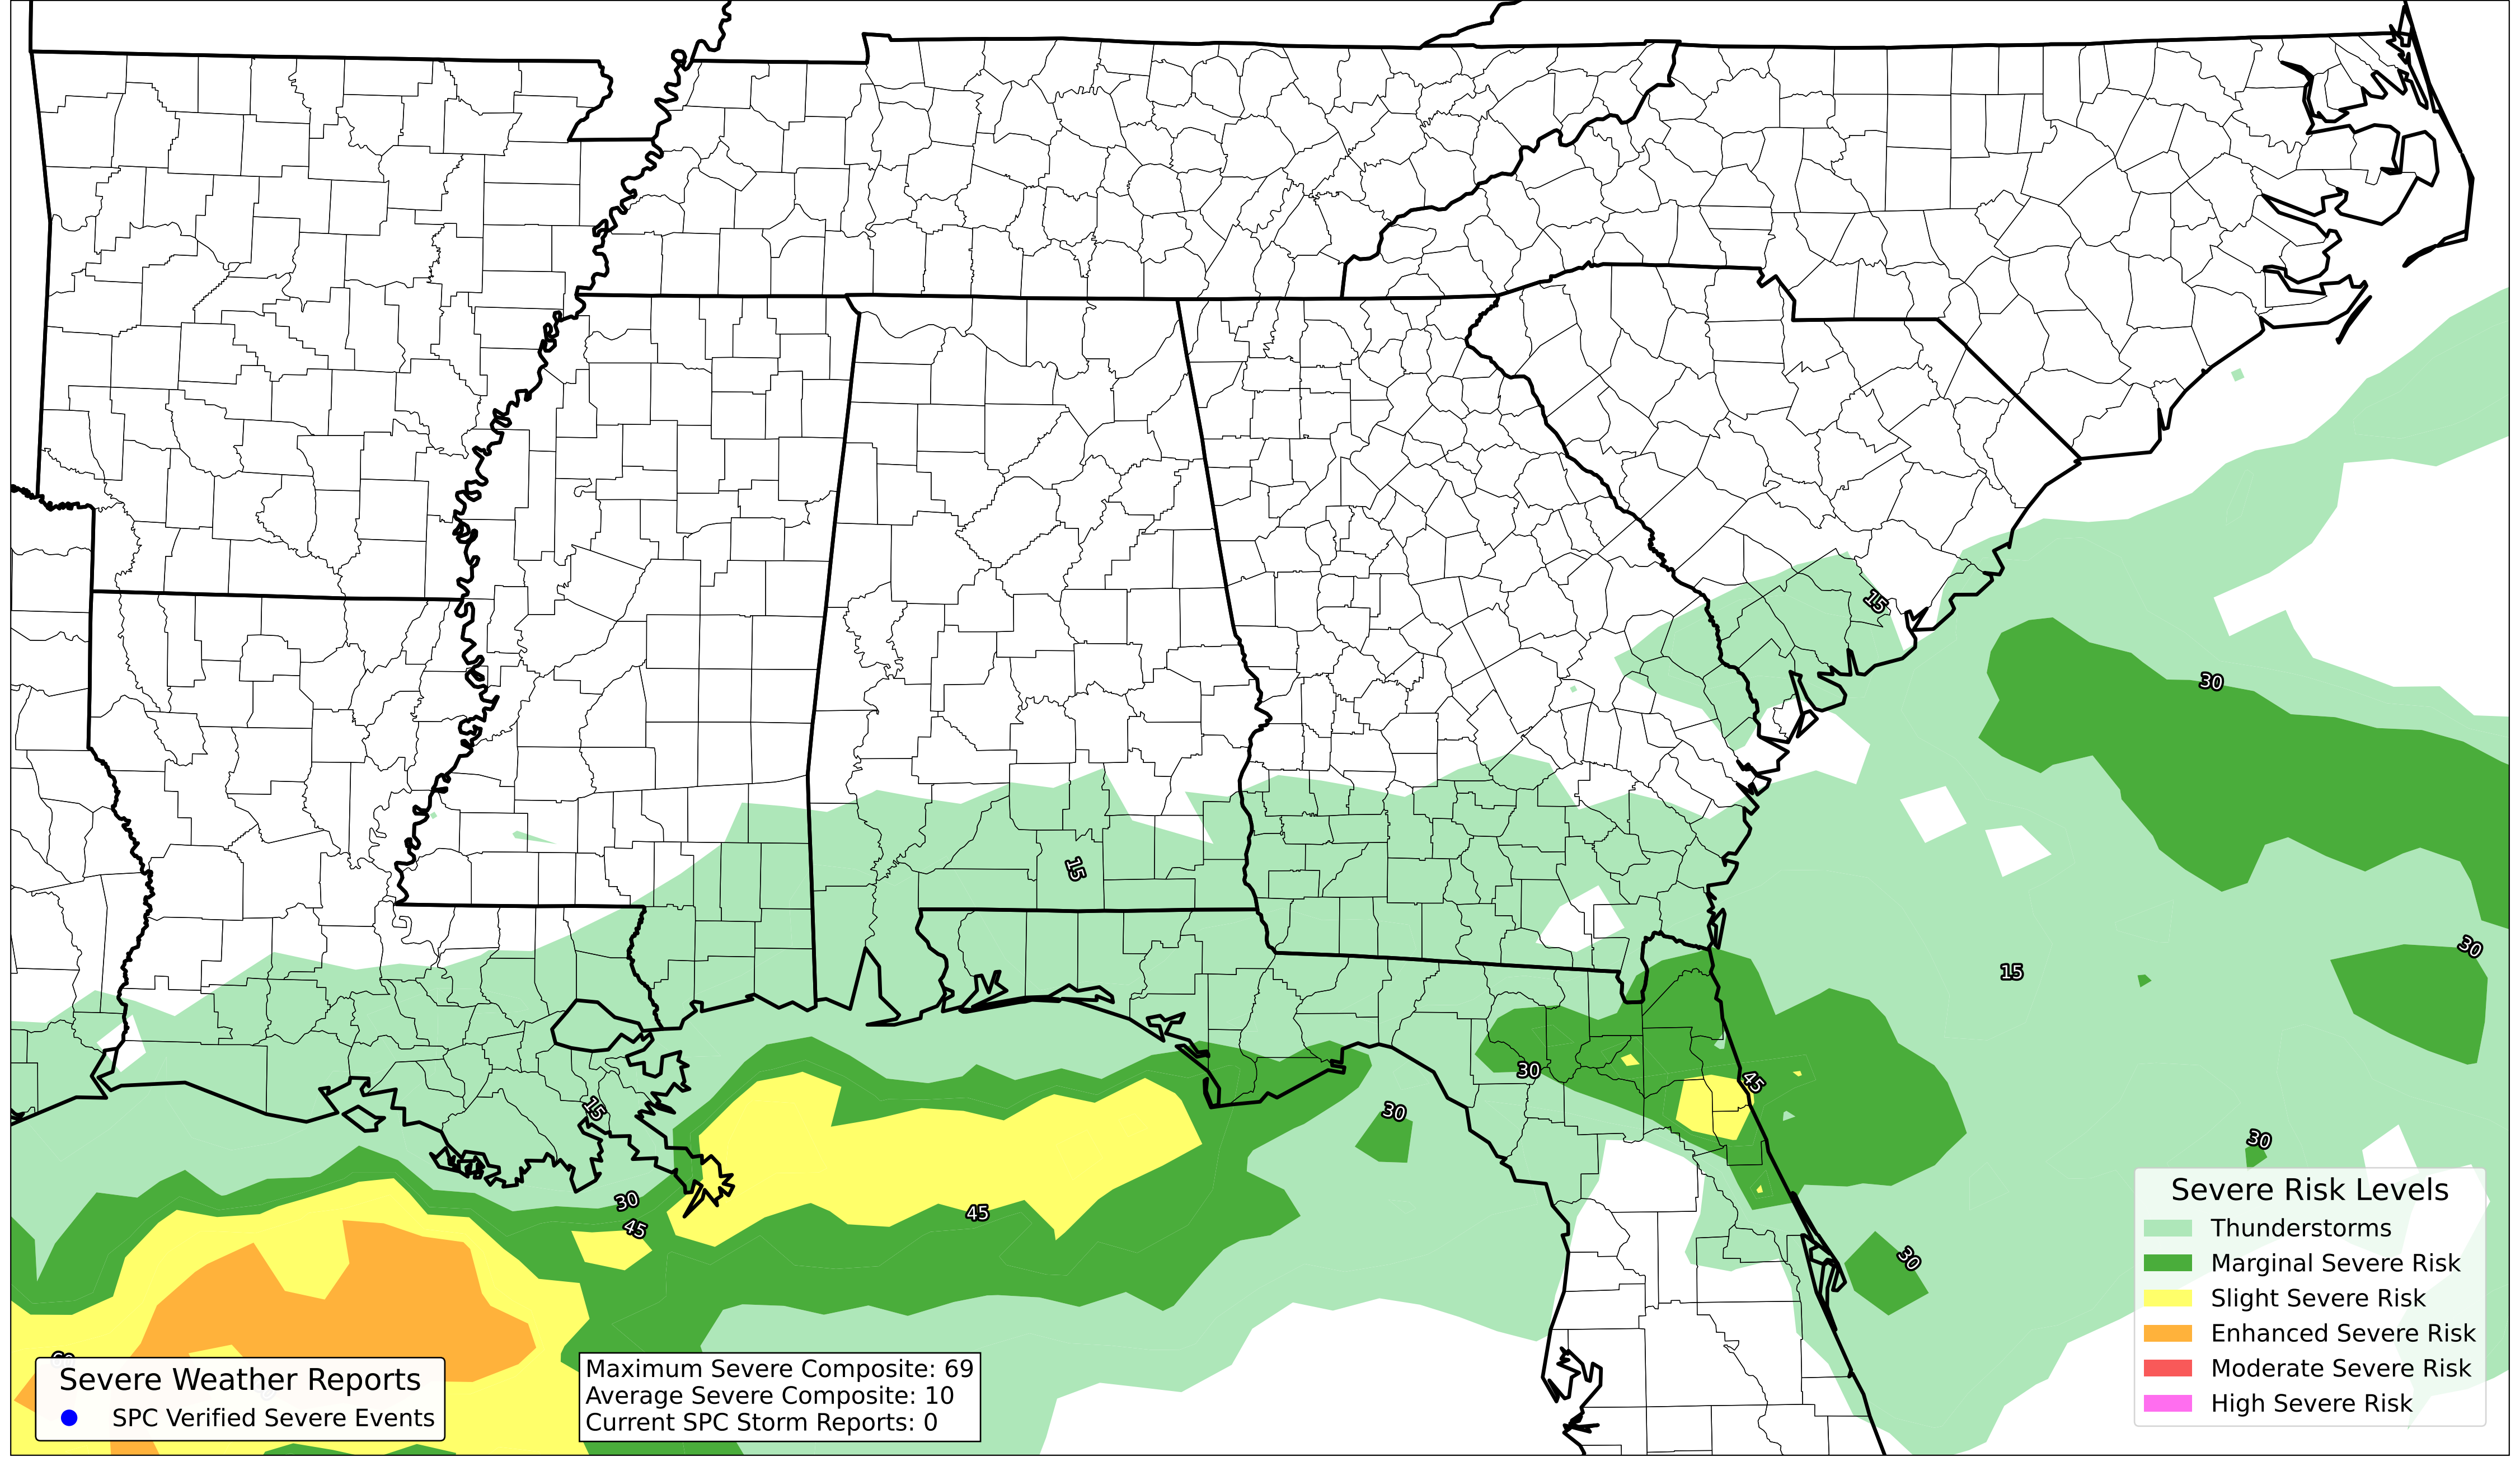 15
30
15
30
15
30
45
30
15
30
30
45
30
45
30
Severe Risk Levels
Thunderstorms
Marginal Severe Risk
Slight Severe Risk
Enhanced Severe Risk
Moderate Severe Risk
High Severe Risk
Severe Weather Reports
SPC Verified Severe Events
Maximum Severe Composite: 69
Average Severe Composite: 10
Current SPC Storm Reports: 0